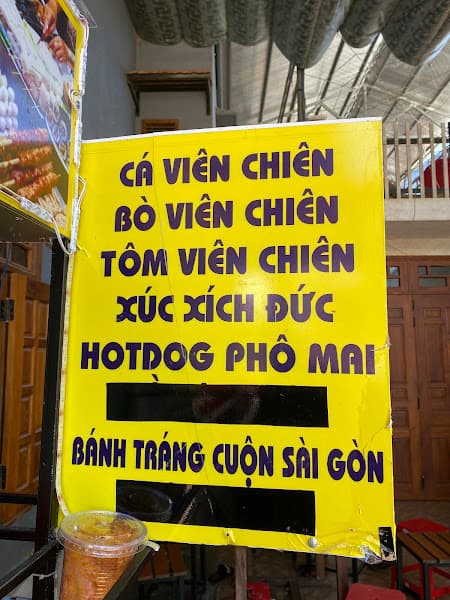 CÁ VIÊN CHIÊN
BÒ VIÊN CHIÊN
TÔM VIÊN CHIÊN
XÚC XÍCH ĐỨC
HOTDOG PHÔ MAI
BÁNH TRÁNG CUỘN SÀI GÒN